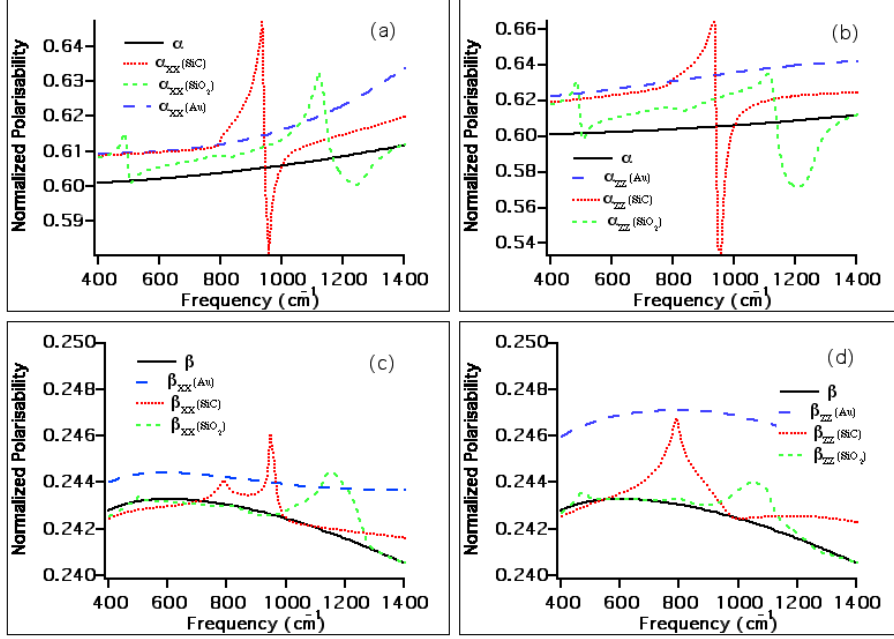 (a)
Normalized Polarisability
0.64
0.63
0.62
0.61
0.60
0.59
α
αXX(SiC)
αXX(SiO2)
αXX(Au)
400 600 800 1000 1200 1400
Frequency (cm-1)
(b)
Normalized Polarisability
0.66
0.64
0.62
0.60
0.58
0.56
0.54
α
αZZ(Au)
αZZ(SiC)
αZZ(SiO2)
400 600 800 1000 1200 1400
Frequency (cm-1)
(c)
Normalized Polarisability
0.250
0.248
0.246
0.244
0.242
0.240
β
βXX(Au)
βXX(SiC)
βXX(SiO2)
400 600 800 1000 1200 1400
Frequency (cm-1)
(d)
Normalized Polarisability
0.250
0.248
0.246
0.244
0.242
0.240
β
βZZ(Au)
βZZ(SiC)
βZZ(SiO2)
400 600 800 1000 1200 1400
Frequency (cm-1)